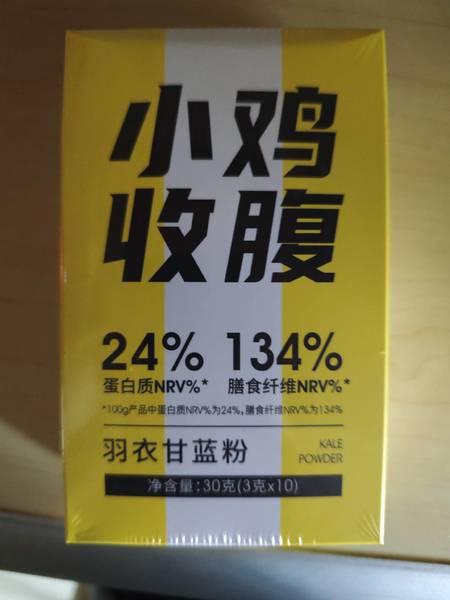 小鸡
收腹
24% 134%
蛋白质NRV%* 膳食纤维NRV%*
*100g产品中蛋白质NRV%为24%,膳食纤维NRV%为134%
羽衣甘蓝粉
KALE
POWDER
净含量:30克(3克x10)